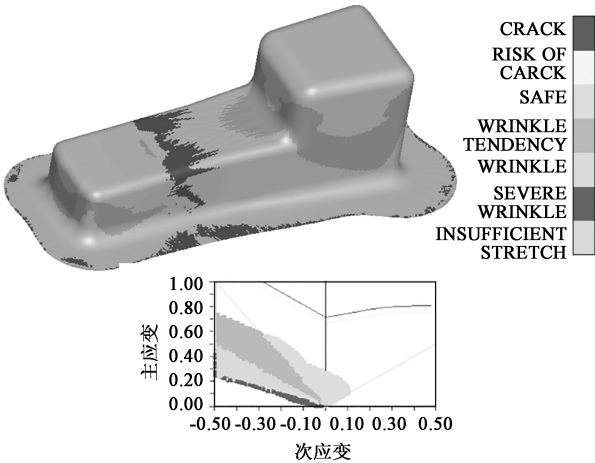 CRACK
RISK OF
CARCK
SAFE
WRINKLE
TENDENCY
WRINKLE
SEVERE
WRINKLE
INSUFFICIENT
STRETCH
1.00
0.80
0.60
0.40
0.20
0.00
主应变
-0.50 -0.30 -0.10 0.10 0.30 0.50
次应变